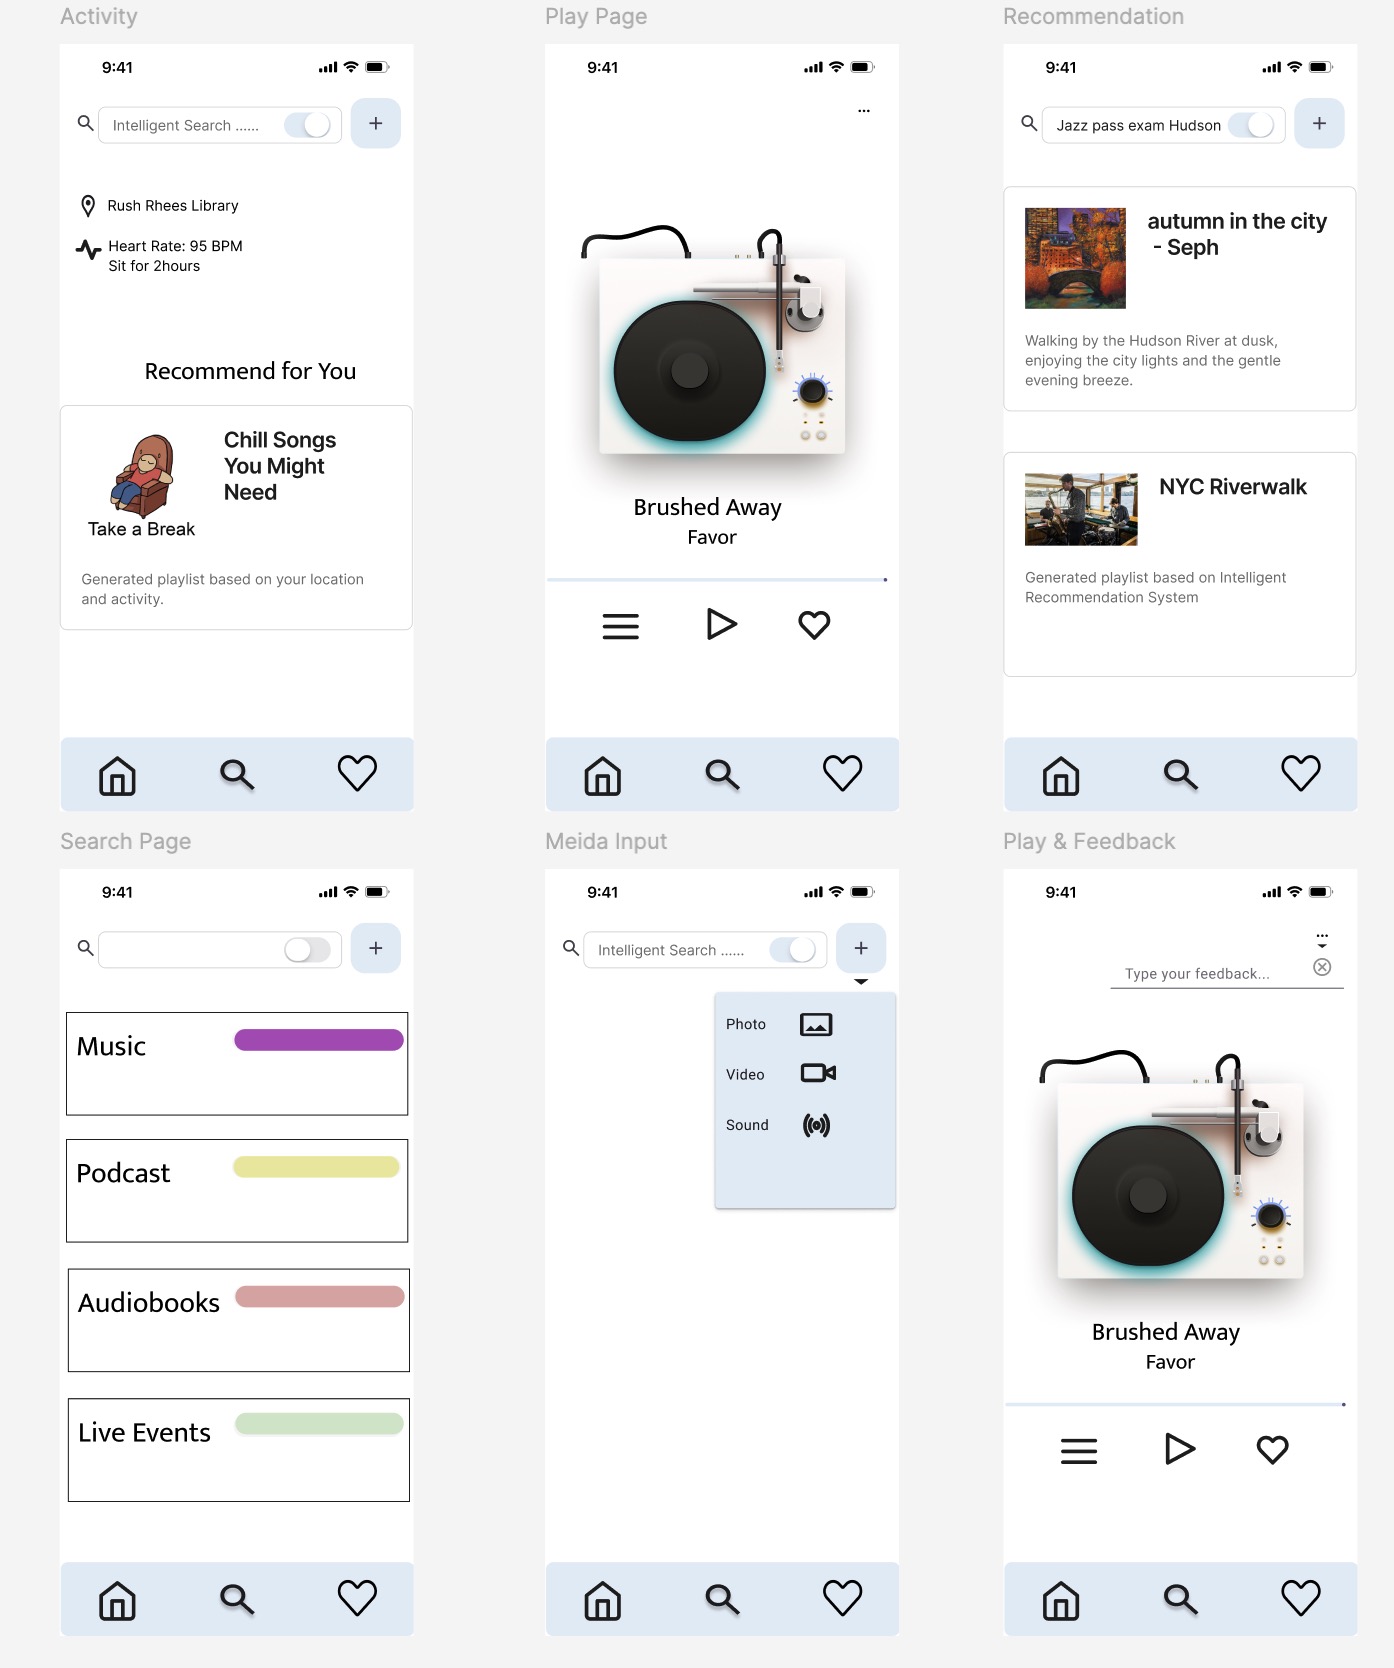 Activity
9:41
Intelligent Search ......
+
Rush Rhees Library
Heart Rate: 95 BPM
Sit for 2hours
Recommend for You
Chill Songs
You Might
Need
Take a Break
Generated playlist based on your location
and activity.
Play Page
9:41
...
Brushed Away
Favor
Recommendation
9:41
Jazz pass exam Hudson
+
autumn in the city
- Seph
Walking by the Hudson River at dusk,
enjoying the city lights and the gentle
evening breeze.
NYC Riverwalk
Generated playlist based on Intelligent
Recommendation System
Search Page
9:41
+
Music
Podcast
Audiobooks
Live Events
Meida Input
9:41
Intelligent Search ......
+
Photo
Video
Sound
Play & Feedback
9:41
...
Type your feedback...
Brushed Away
Favor